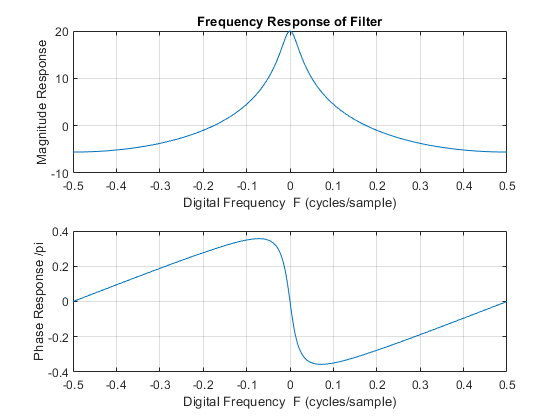 Frequency Response of Filter
Magnitude Response
20
10
0
-10
-0.5 -0.4 -0.3 -0.2 -0.1 0 0.1 0.2 0.3 0.4 0.5
Digital Frequency F (cycles/sample)
Phase Response /pi
0.4
0.2
0
-0.2
-0.4
-0.5 -0.4 -0.3 -0.2 -0.1 0 0.1 0.2 0.3 0.4 0.5
Digital Frequency F (cycles/sample)